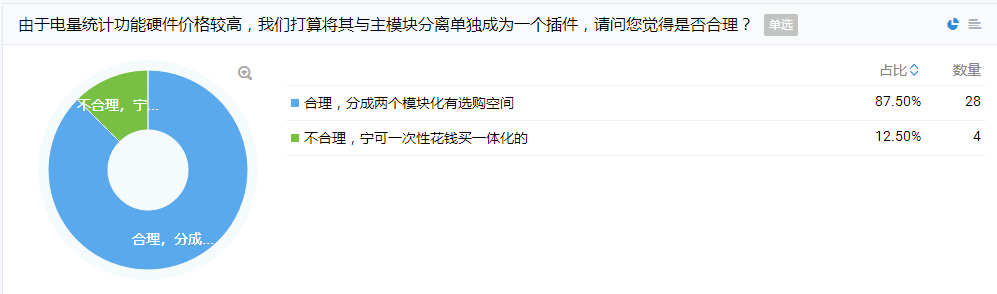 由于电量统计功能硬件价格较高，我们打算将其与主模块分离单独成为一个插件，请问您觉得是否合理？ 单选
占比 数量
合理，分成两个模块化有选购空间 87.50% 28
不合理，宁可一次性花钱买一体化的 12.50% 4
不合理，宁...
合理，分成...